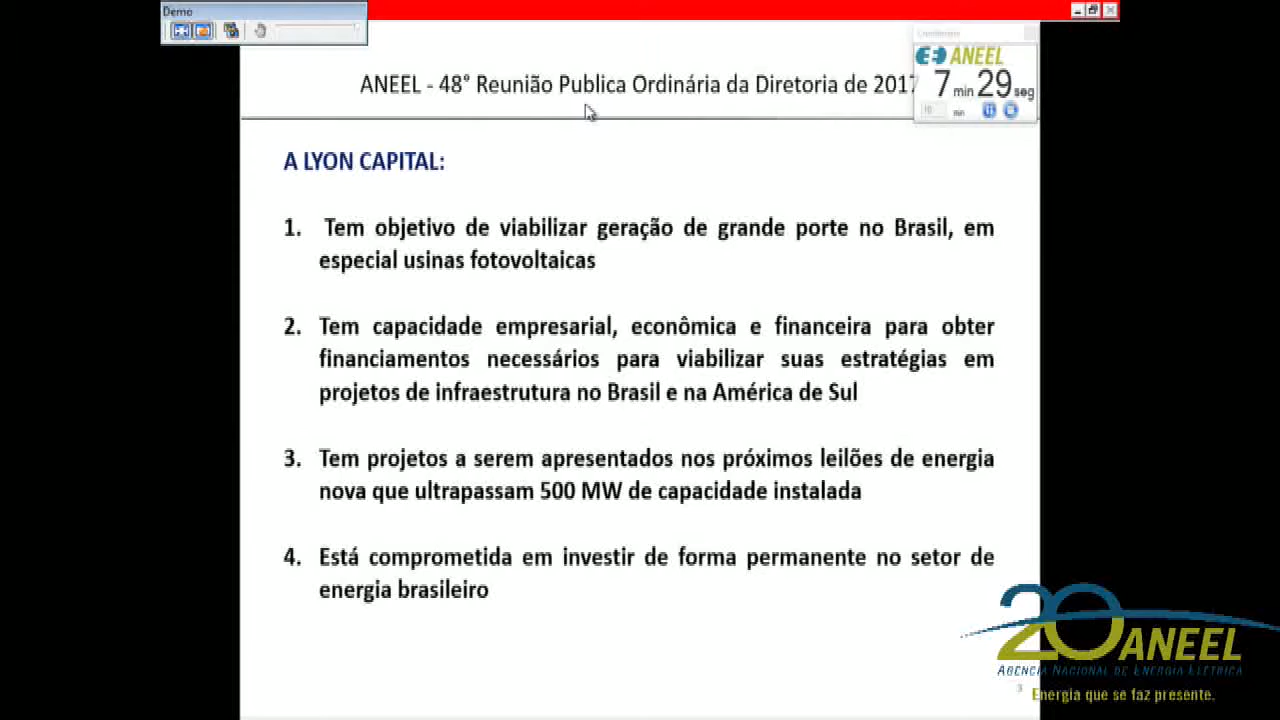 Demo
ANEEL
ANEEL - 48° Reunião Publica Ordinária da Diretoria de 2017
7 min 29 seg
10 min
A LYON CAPITAL:
1. Tem objetivo de viabilizar geração de grande porte no Brasil, em
especial usinas fotovoltaicas
2. Tem capacidade empresarial, econômica e financeira para obter
financiamentos necessários para viabilizar suas estratégias em
projetos de infraestrutura no Brasil e na América de Sul
3. Tem projetos a serem apresentados nos próximos leilões de energia
nova que ultrapassam 500 MW de capacidade instalada
4. Está comprometida em investir de forma permanente no setor de
energia brasileiro
20 ANEEL
AGÊNCIA NACIONAL DE ENERGIA ELÉTRICA
3
Energia que se faz presente.